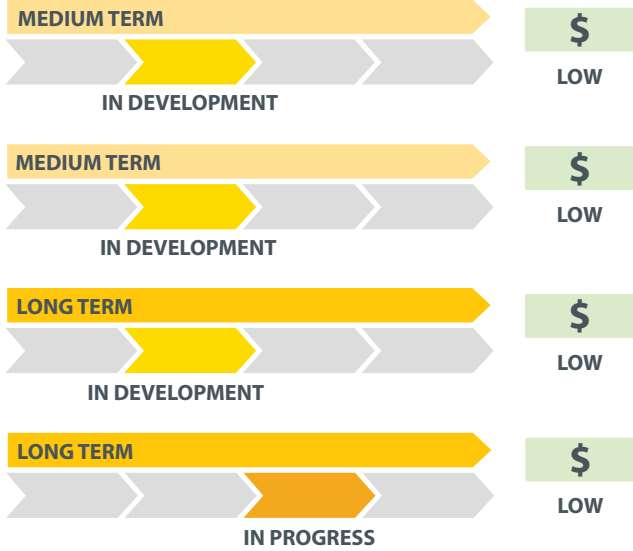 MEDIUM TERM
$
LOW
IN DEVELOPMENT
MEDIUM TERM
$
LOW
IN DEVELOPMENT
LONG TERM
$
LOW
IN DEVELOPMENT
LONG TERM
$
LOW
IN PROGRESS